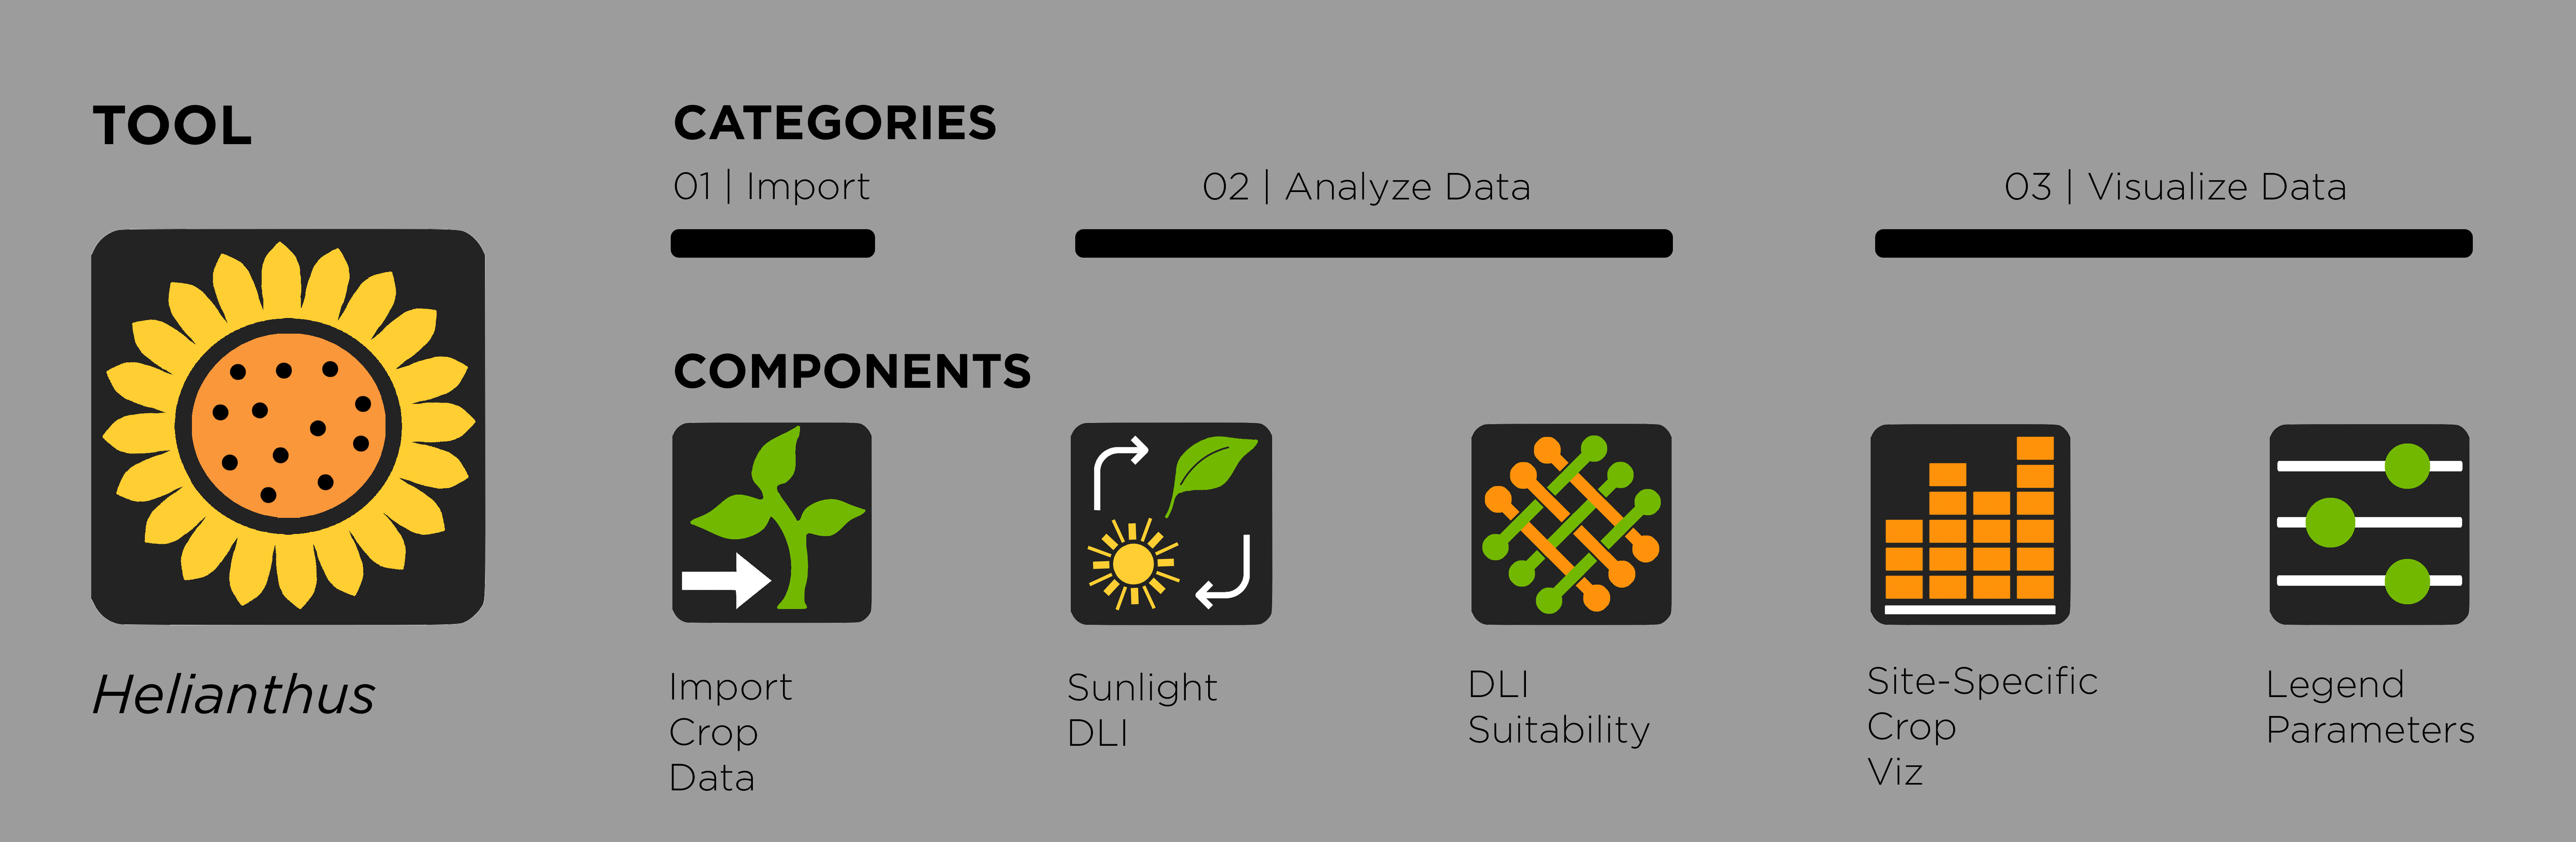 TOOL
Helianthus
CATEGORIES
01 | Import
02 | Analyze Data
03 | Visualize Data
COMPONENTS
Import
Crop
Data
Sunlight
DLI
DLI
Suitability
Site-Specific
Crop
Viz
Legend
Parameters